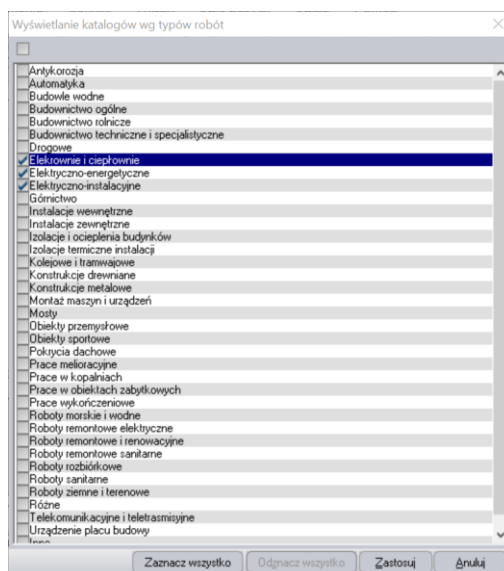 Wyświetlanie katalogów wg typów robót
Antykorozja
Automatyka
Budowle wodne
Budownictwo ogólne
Budownictwo rolnicze
Budownictwo techniczne i specjalistyczne
Drogowe
Elekrownie i ciepłownie
Elektryczno-energetyczne
Elektryczno-instalacyjne
Górnictwo
Instalacje wewnętrzne
Instalacje zewnętrzne
Izolacje i ocieplenia budynków
Izolacje termiczne instalacji
Kolejowe i tramwajowe
Konstrukcje drewniane
Konstrukcje metalowe
Montaż maszyn i urządzeń
Mosty
Obiekty przemysłowe
Obiekty sportowe
Pokrycia dachowe
Prace melioracyjne
Prace w kopalniach
Prace w obiektach zabytkowych
Prace wykończeniowe
Roboty morskie i wodne
Roboty remontowe elektryczne
Roboty remontowe i renowacyjne
Roboty remontowe sanitarne
Roboty rozbiórkowe
Roboty sanitarne
Roboty ziemne i terenowe
Różne
Telekomunikacyjne i teletrasmisyjne
Urządzenie placu budowy
Inne
Zaznacz wszystko Odznacz wszystko Zastosuj Anuluj